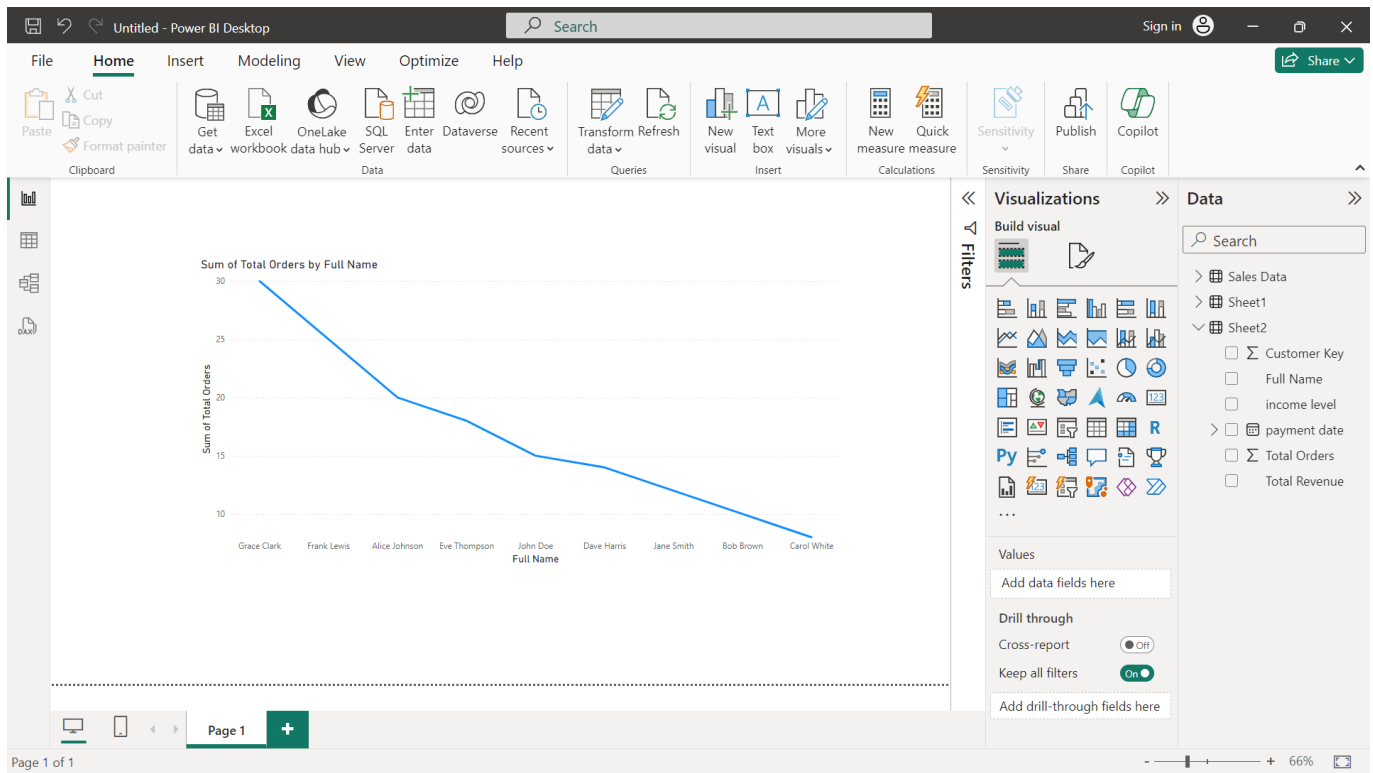 Untitled - Power BI Desktop
Search
Sign in
File
Home
Insert
Modeling
View
Optimize
Help
Share
Paste
Cut
Copy
Format painter
Clipboard
Get data
Excel workbook
OneLake data hub
SQL Server
Enter data
Dataverse
Recent sources
Data
Transform data
Refresh
Queries
New visual
Text box
More visuals
Insert
New measure
Quick measure
Calculations
Sensitivity
Sensitivity
Publish
Share
Copilot
Copilot
DAX
Sum of Total Orders by Full Name
30
25
20
15
10
Sum of Total Orders
Grace Clark
Frank Lewis
Alice Johnson
Eve Thompson
John Doe
Dave Harris
Jane Smith
Bob Brown
Carol White
Full Name
Filters
Visualizations
Build visual
123
R
Py
123
...
Values
Add data fields here
Drill through
Cross-report
Off
Keep all filters
On
Add drill-through fields here
Data
Search
Sales Data
Sheet1
Sheet2
Σ Customer Key
Full Name
income level
payment date
Σ Total Orders
Total Revenue
Page 1
+
Page 1 of 1
- + 66%